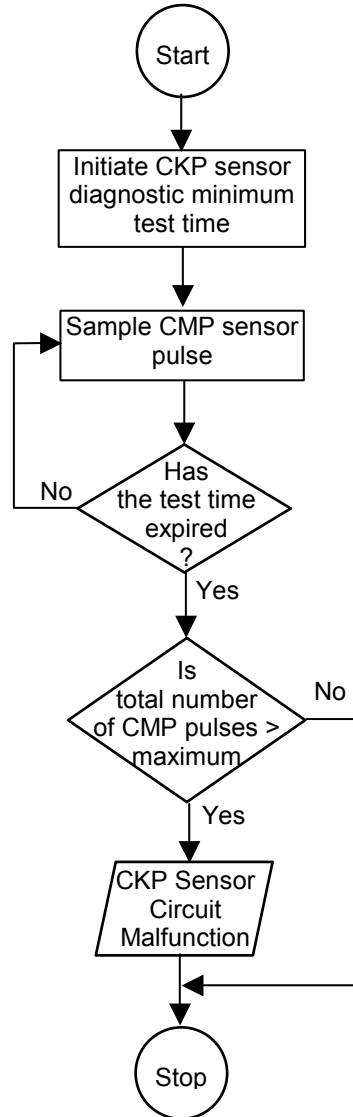 Start
Initiate CKP sensor
diagnostic minimum
test time
Sample CMP sensor
pulse
Has
the test time
expired
?
No
Yes
Is
total number
of CMP pulses >
maximum
No
Yes
CKP Sensor
Circuit
Malfunction
Stop